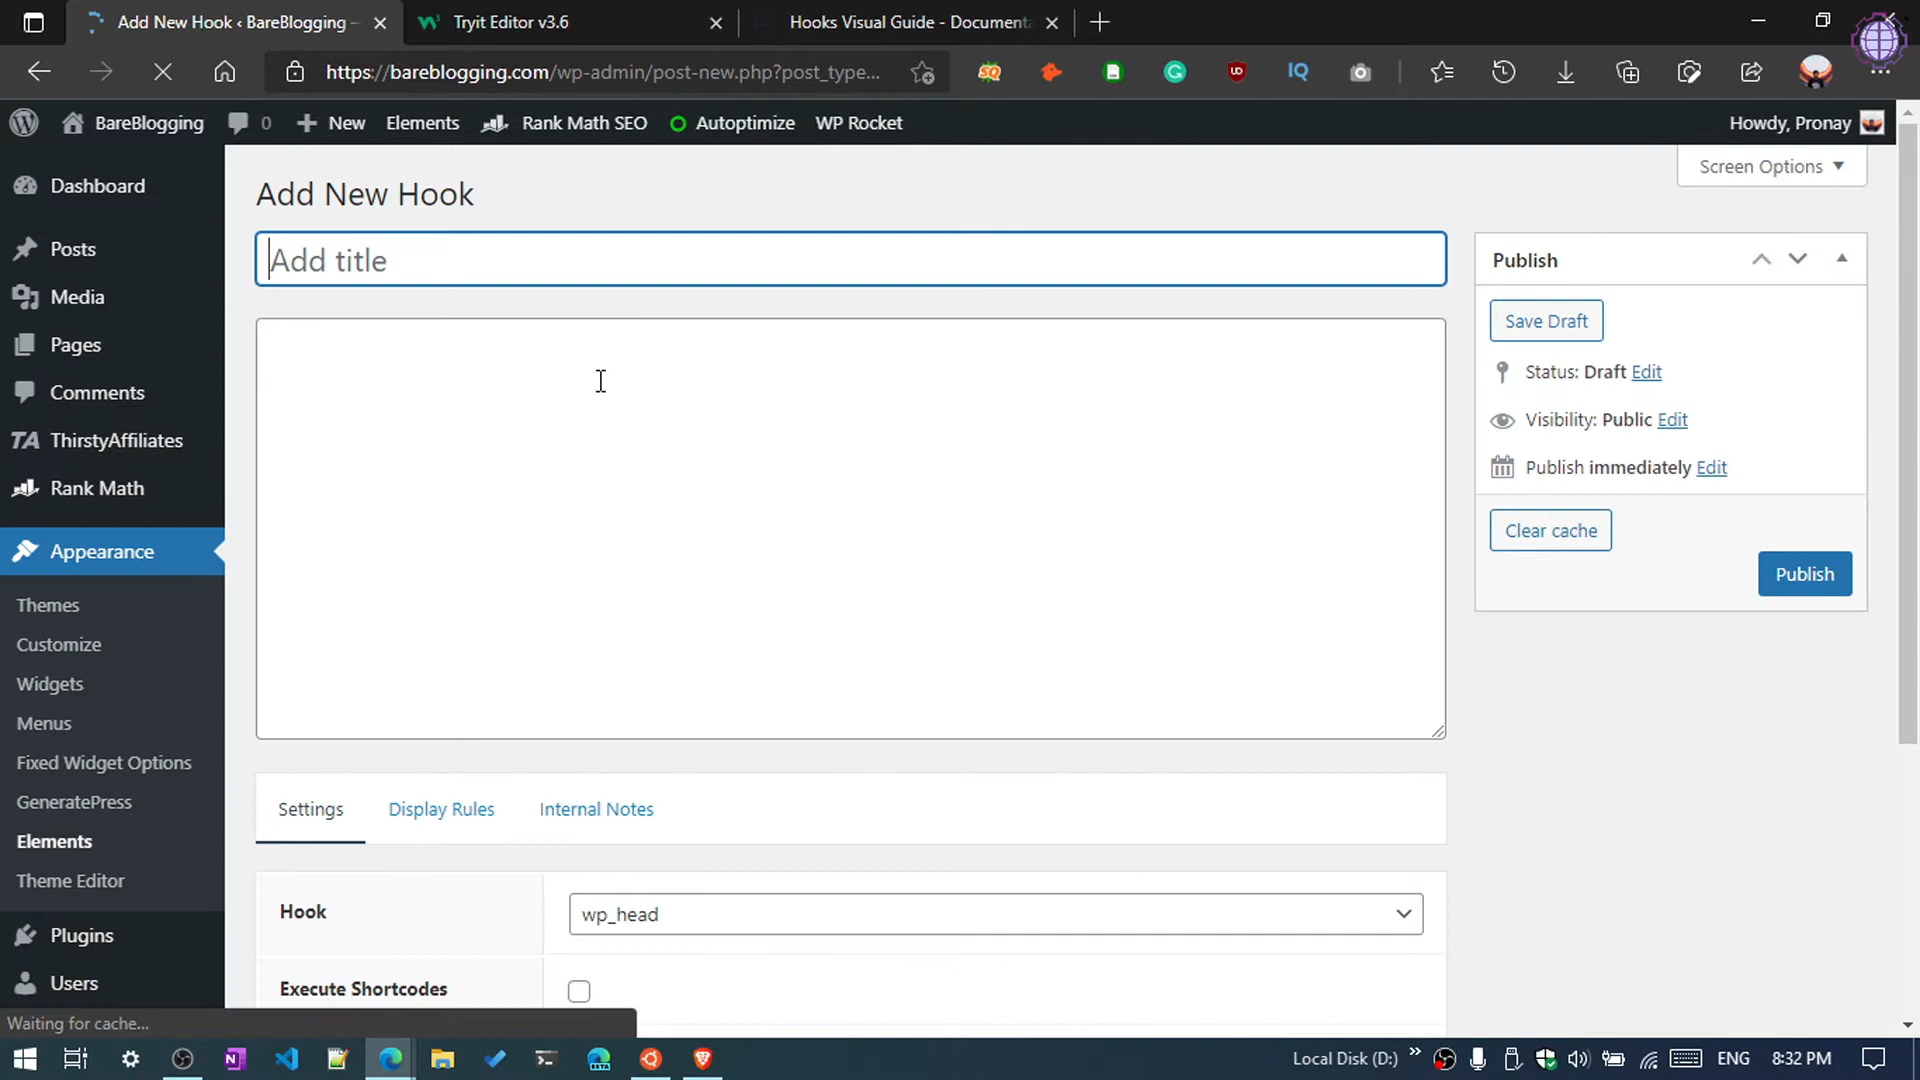 Add New Hook ‹ BareBlogging –
Tryit Editor v3.6
Hooks Visual Guide - Documenta
https://bareblogging.com/wp-admin/post-new.php?post_type...
BareBlogging 0 New Elements Rank Math SEO Autoptimize WP Rocket Howdy, Pronay
Screen Options
Dashboard
Posts
Media
Pages
Comments
TA ThirstyAffiliates
Rank Math
Appearance
Themes
Customize
Widgets
Menus
Fixed Widget Options
GeneratePress
Elements
Theme Editor
Plugins
Users
Add New Hook
Add title
Publish
Save Draft
Status: Draft Edit
Visibility: Public Edit
Publish immediately Edit
Clear cache
Publish
Settings Display Rules Internal Notes
Hook wp_head
Execute Shortcodes
Waiting for cache...
Local Disk (D:) ENG 8:32 PM